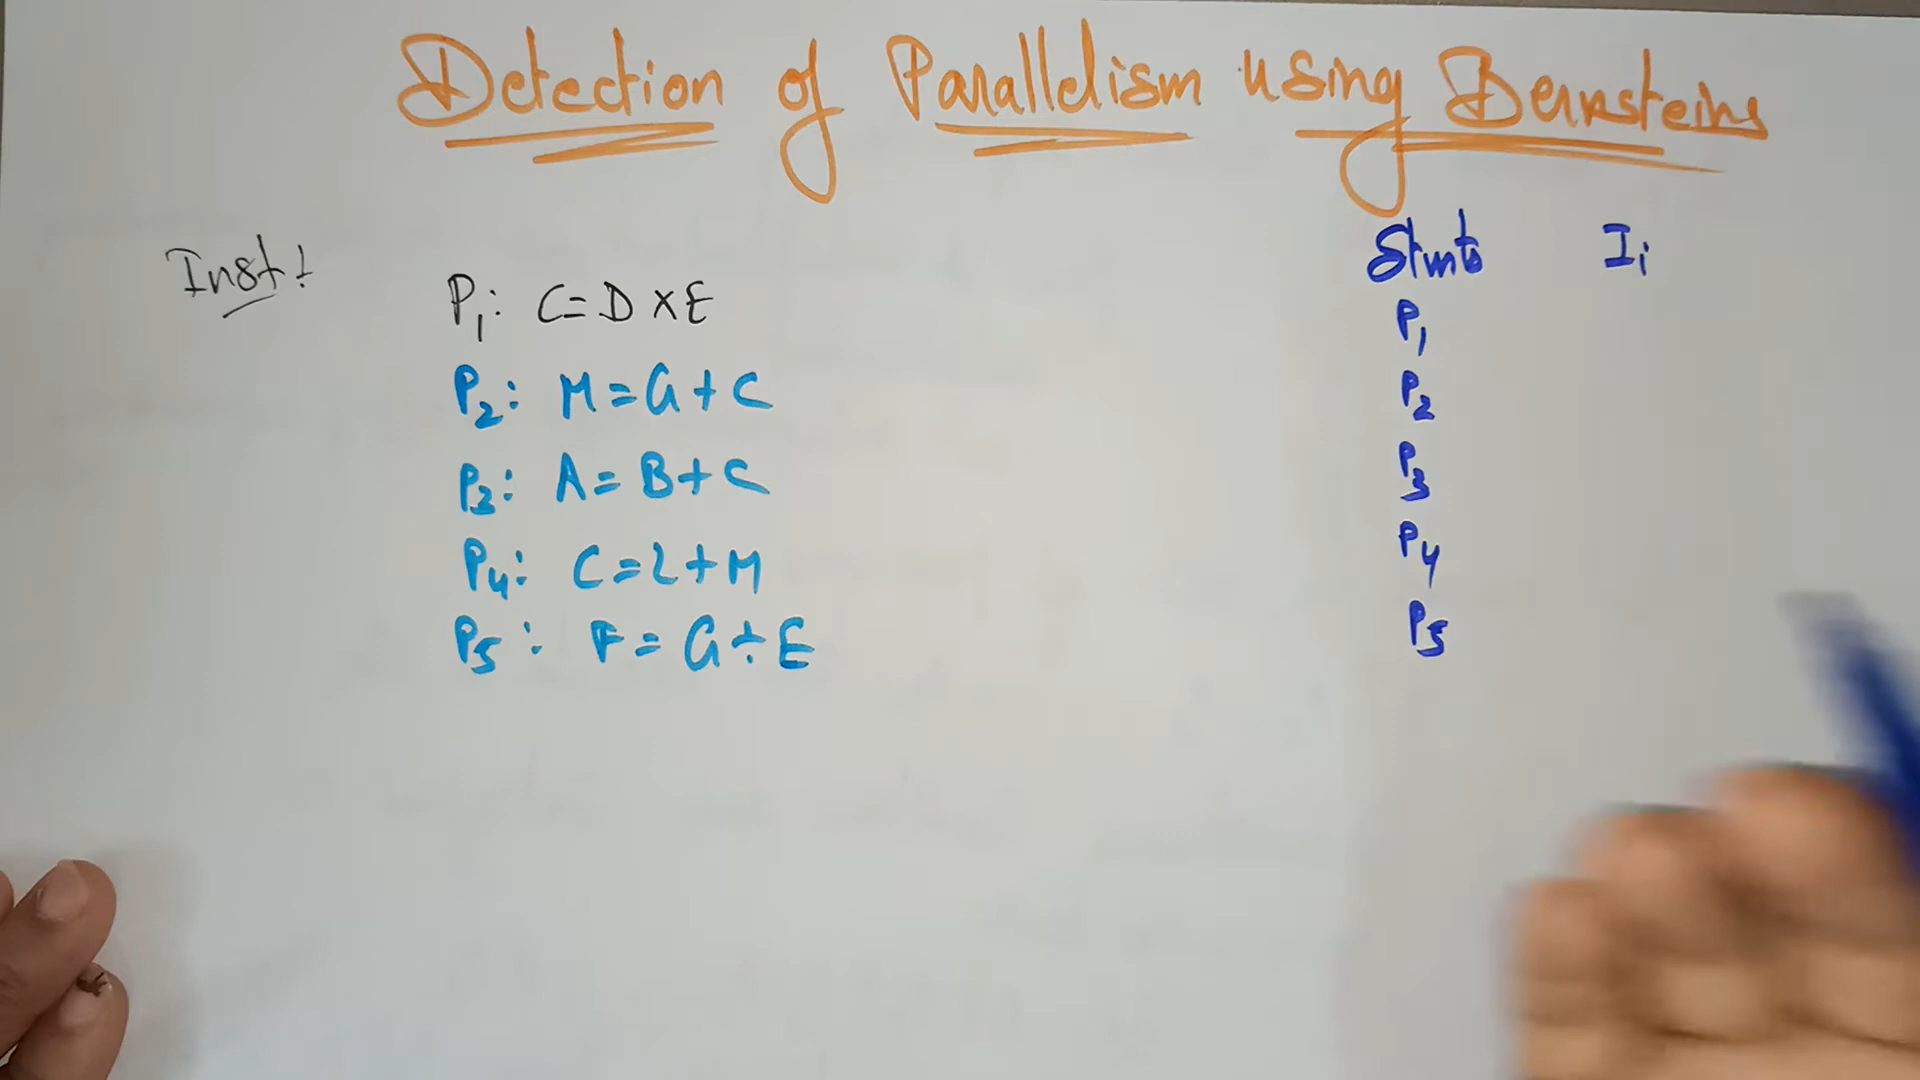 Detection of Parallelism using Bernsteins
Inst:
P1: C=D×E
P2: M=G+C
P3: A=B+C
P4: C=L+M
P5: F=G÷E
Stmts Ii
P1
P2
P3
P4
P5